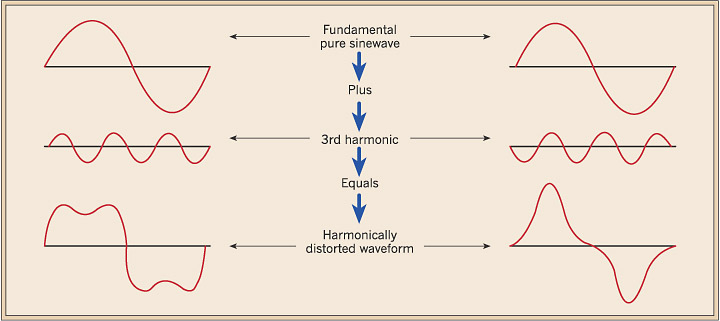 Fundamental
pure sinewave
Plus
3rd harmonic
Equals
Harmonically
distorted waveform